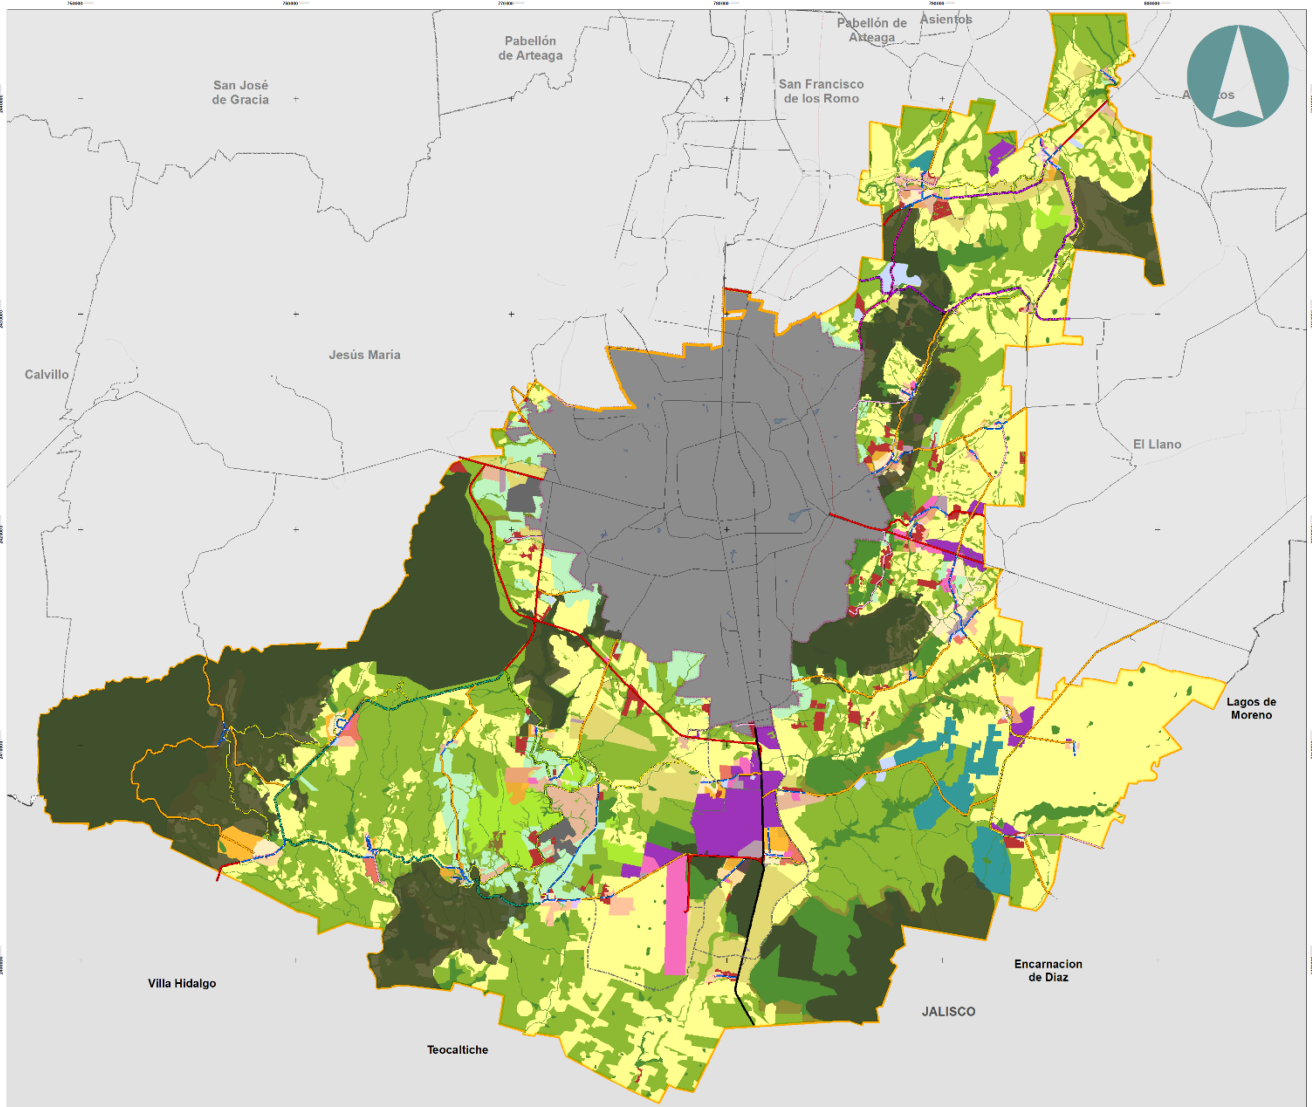 Pabellón de
Arteaga
Asientos
Pabellón
de Arteaga
San José
de Gracia
San Francisco
de los Romo
Jesús María
Calvillo
El Llano
Lagos de
Moreno
Encarnacion
de Diaz
Villa Hidalgo
JALISCO
Teocaltiche